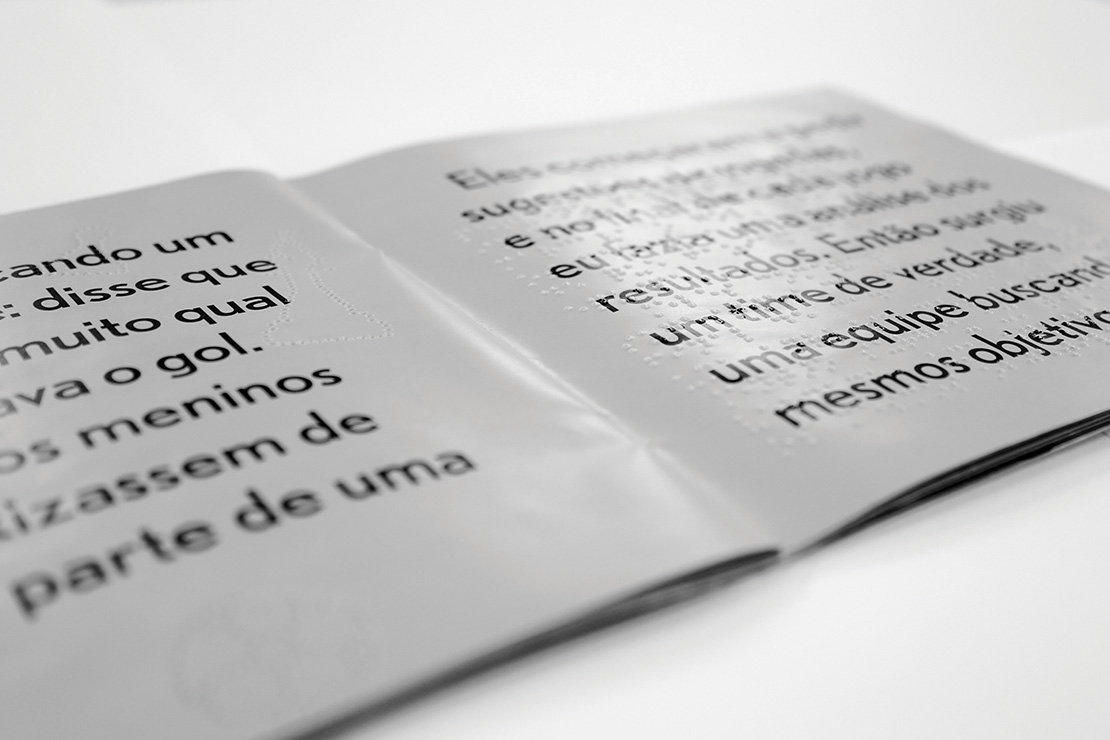 cando um
: disse que
muito qual
ava o gol.
os meninos
tizassem de
parte de uma
Eles começaram a pedir
sugestões de jogadas,
e no final de cada jogo
eu fazia uma análise dos
resultados. Então surgiu
um time de verdade,
uma equipe buscand
mesmos objetivo